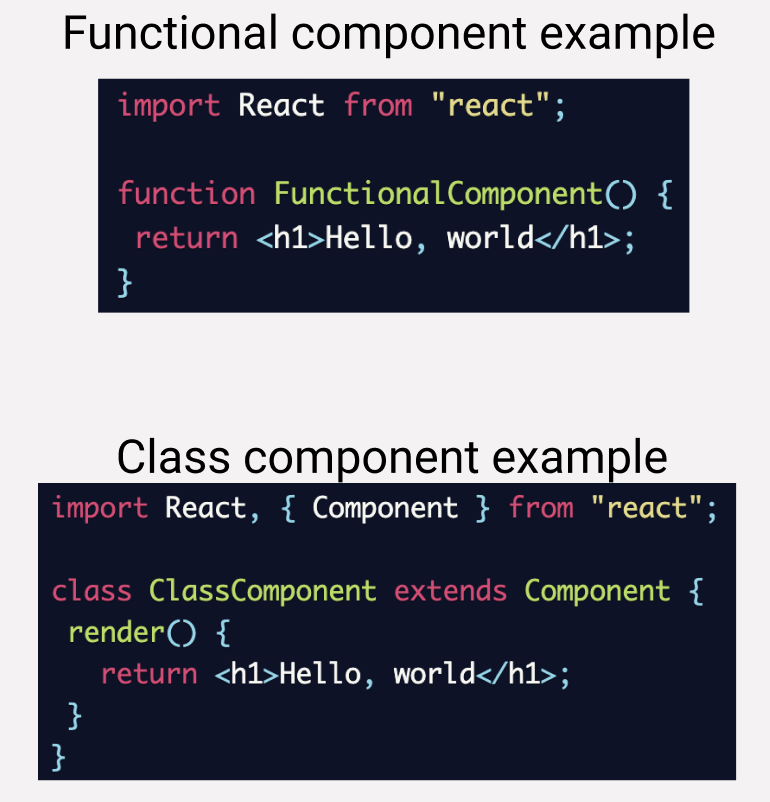 Functional component example
import React from "react";
function FunctionalComponent() {
return <h1>Hello, world</h1>;
}
Class component example
import React, { Component } from "react";
class ClassComponent extends Component {
render() {
return <h1>Hello, world</h1>;
}
}